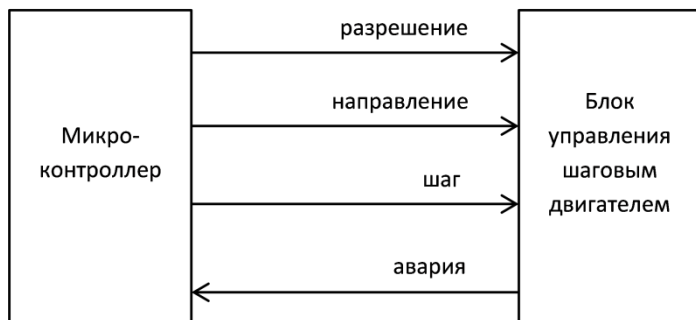 разрешение
направление
Микро-
контроллер
шаг
авария
Блок
управления
шаговым
двигателем